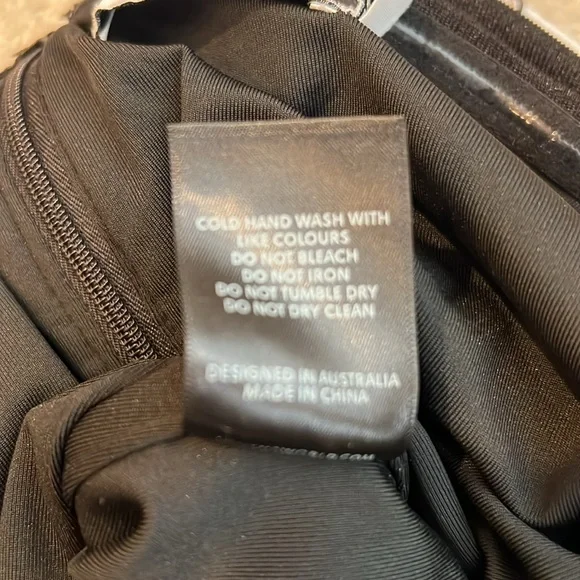 COLD HAND WASH WITH
LIKE COLOURS
DO NOT BLEACH
DO NOT IRON
DO NOT TUMBLE DRY
DO NOT DRY CLEAN
DESIGNED IN AUSTRALIA
MADE IN CHINA